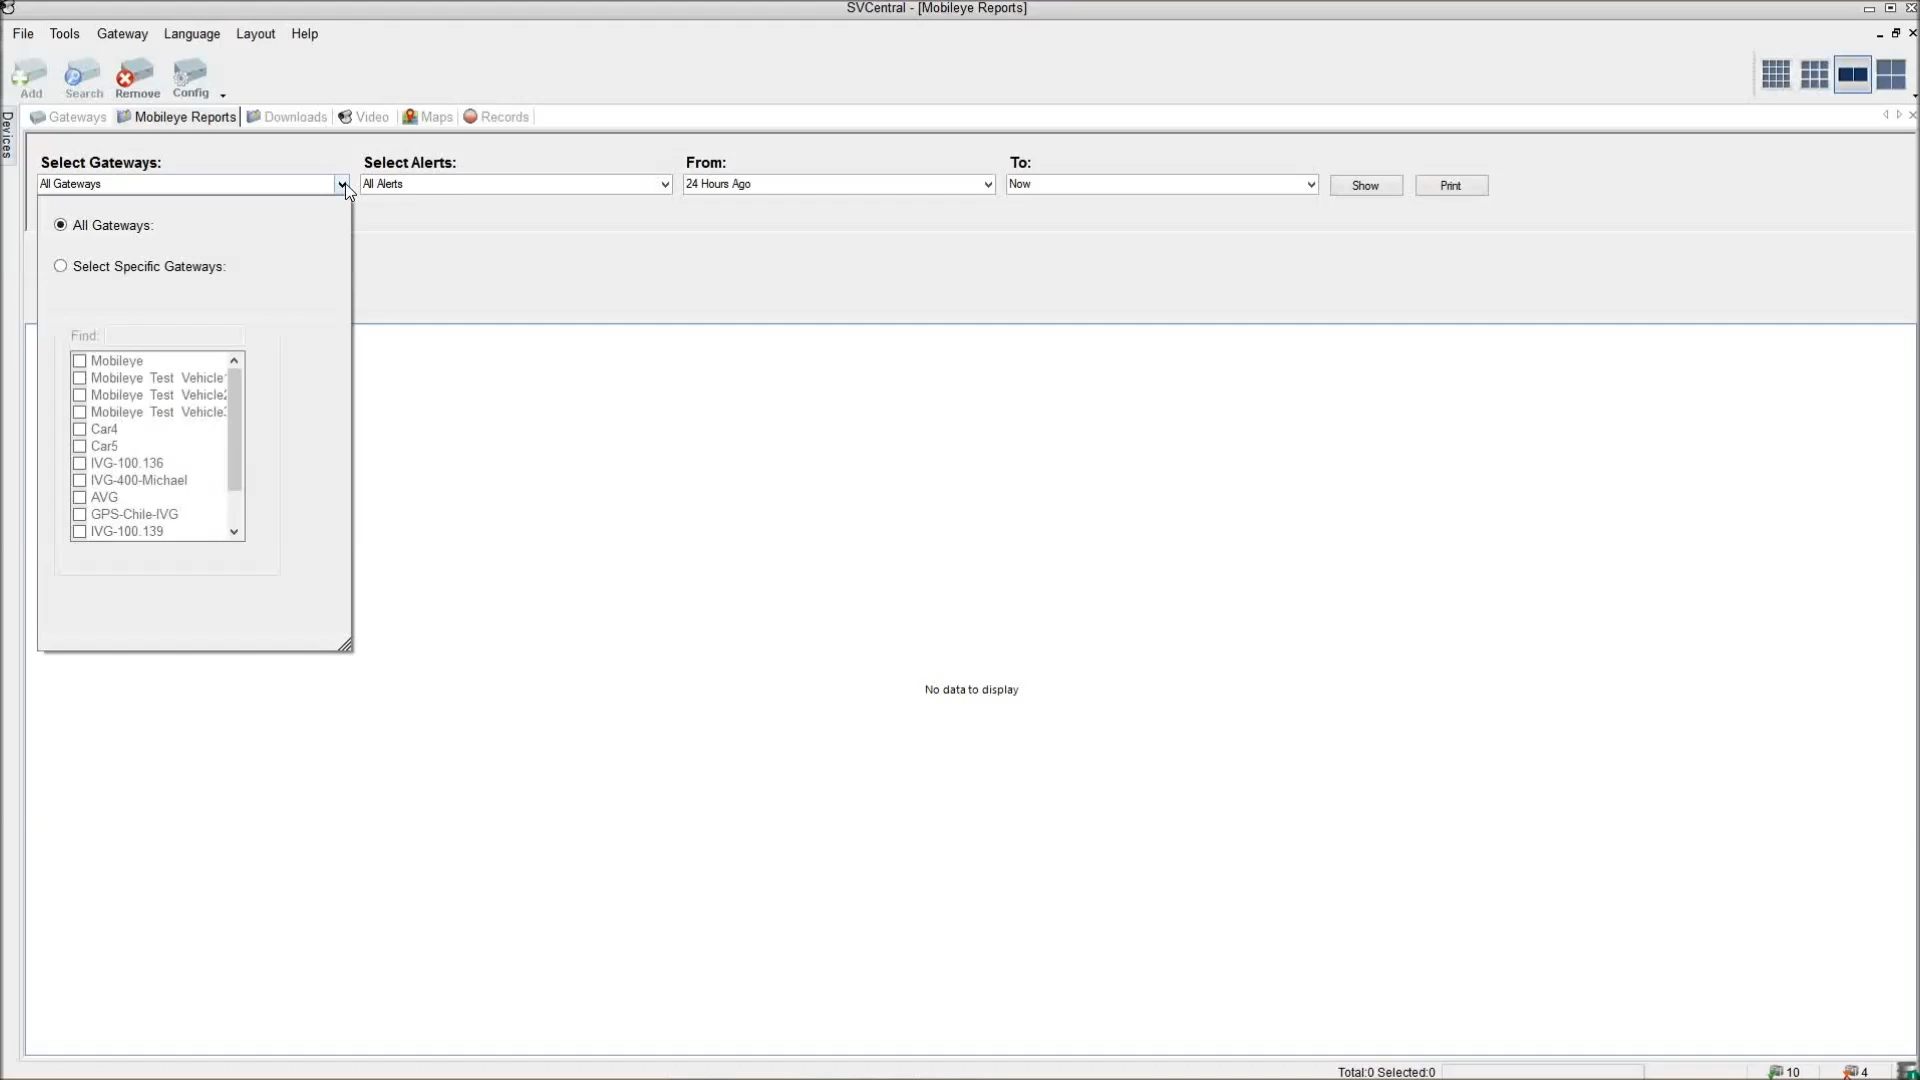 SVCentral - [Mobileye Reports]
File Tools Gateway Language Layout Help
Add Search Remove Config
Devices
Gateways Mobileye Reports Downloads Video Maps Records
Select Gateways: Select Alerts: From: To:
All Gateways All Alerts 24 Hours Ago Now Show Print
All Gateways:
Select Specific Gateways:
Find:
Mobileye
Mobileye Test Vehicle
Mobileye Test Vehicle
Mobileye Test Vehicle
Car4
Car5
IVG-100.136
IVG-400-Michael
AVG
GPS-Chile-IVG
IVG-100.139
No data to display
Total:0 Selected:0 10 4